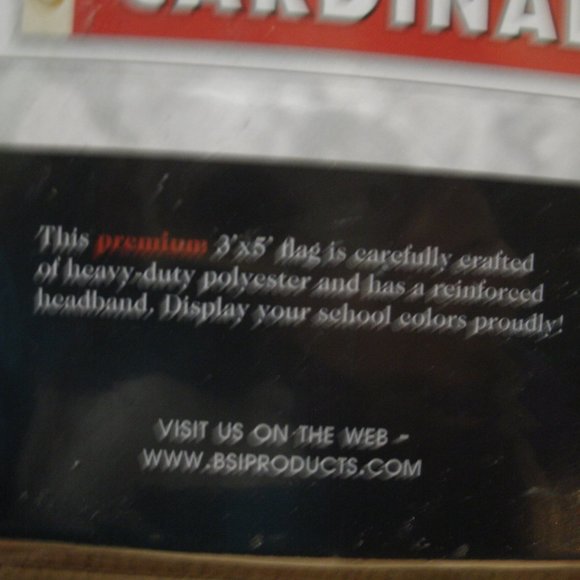 CARDINAL
This premium 3'x5' flag is carefully crafted
of heavy-duty polyester and has a reinforced
headband. Display your school colors proudly!
VISIT US ON THE WEB -
WWW.BSIPRODUCTS.COM